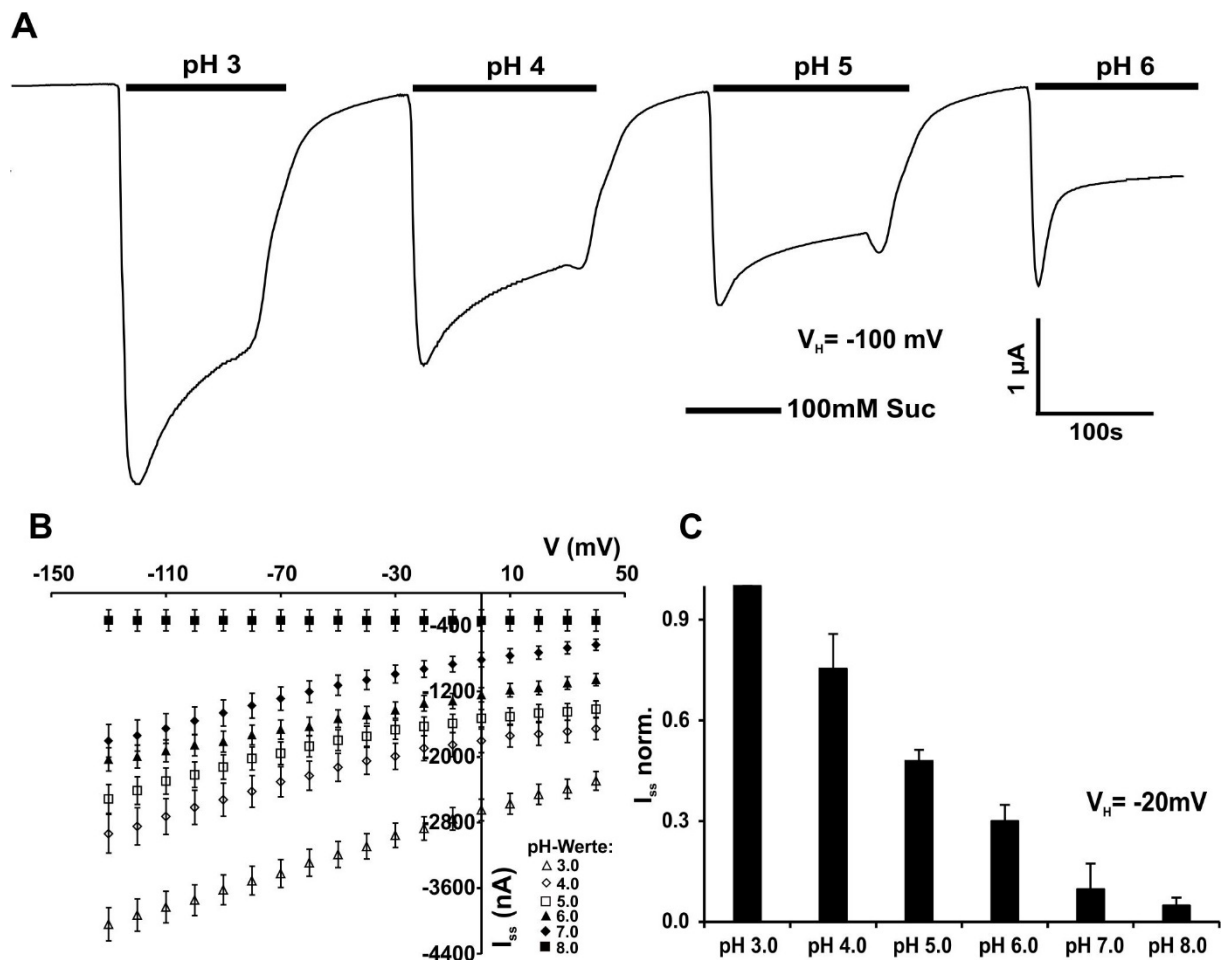 A
pH 3 pH 4 pH 5 pH 6
V_H= -100 mV
100mM Suc
1 µA
100s
B
V (mV)
-150 -110 -70 -30 10 50
-400
-1200
-2000
-2800
-3600
-4400
I_ss (nA)
pH-Werte:
3.0
4.0
5.0
6.0
7.0
8.0
C
0.9
0.6
0.3
0.0
I_ss norm.
V_H= -20mV
pH 3.0 pH 4.0 pH 5.0 pH 6.0 pH 7.0 pH 8.0